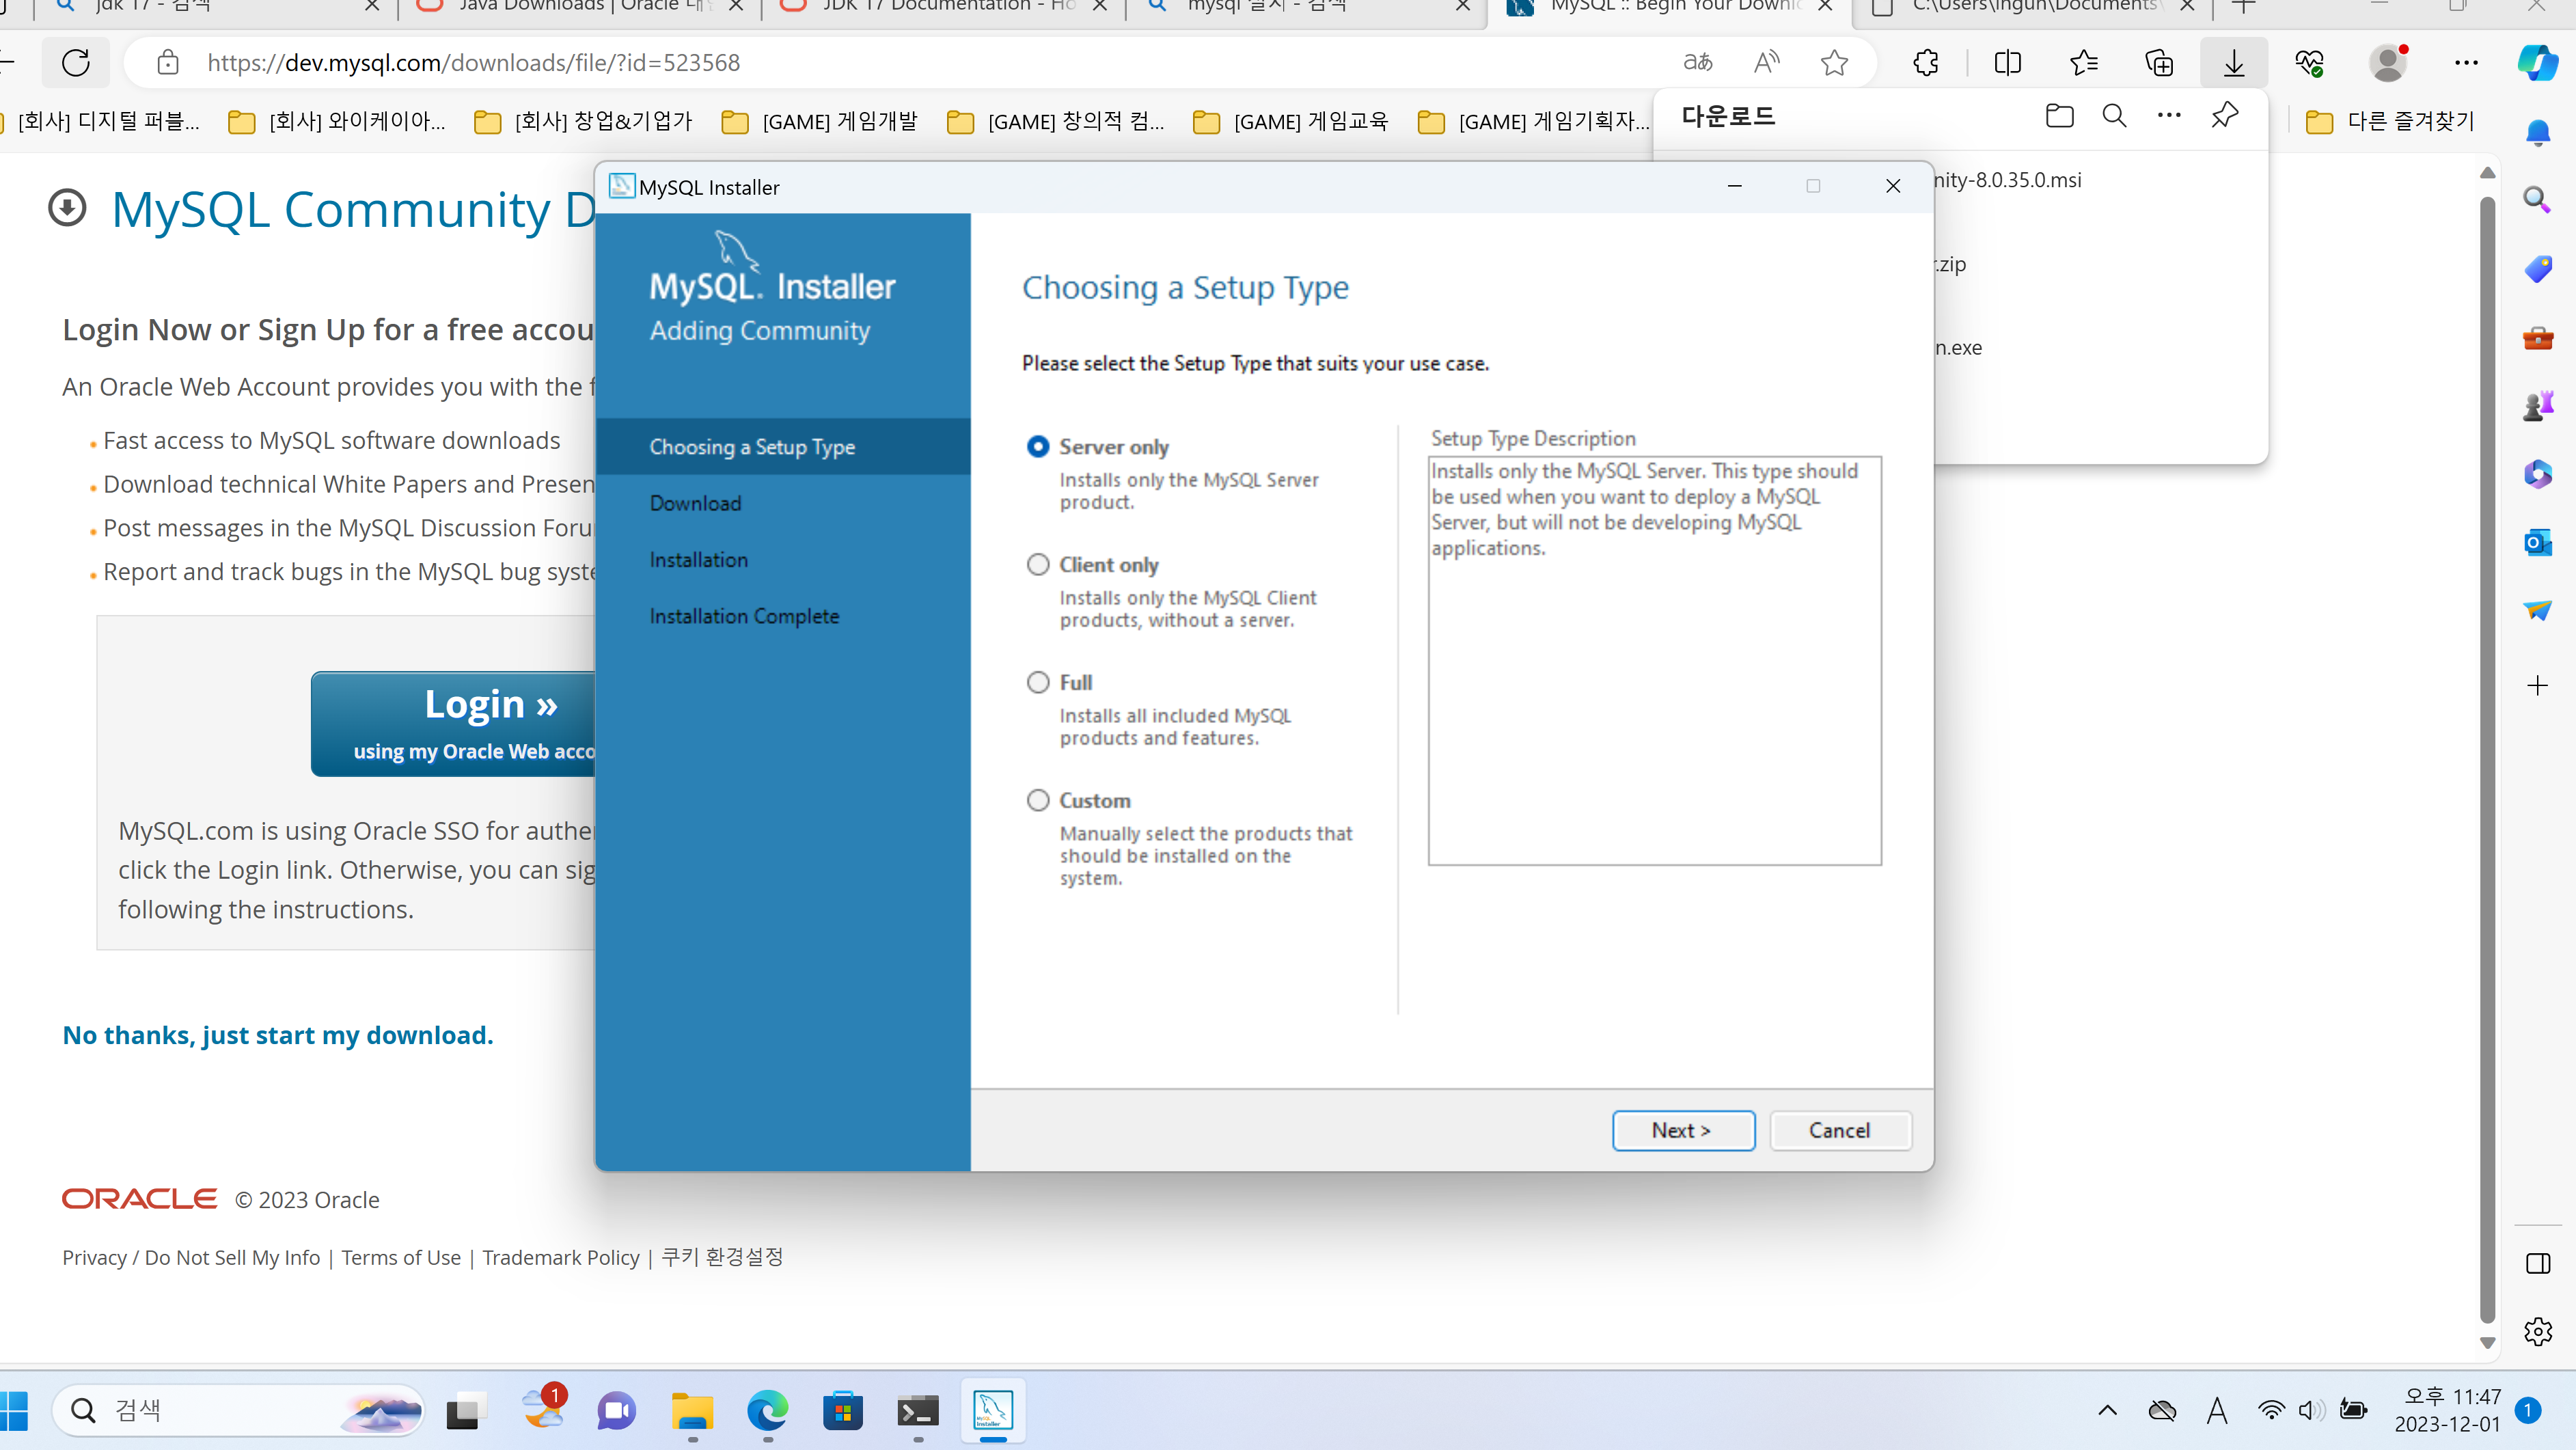 jdk 17 - 검색
Java Downloads | Oracle 대한
JDK 17 Documentation - Ho
mysql 설치 - 검색
MySQL :: Begin Your Downlo
C:\Users\ingun\Documents\
https://dev.mysql.com/downloads/file/?id=523568
[회사] 디지털 퍼블...
[회사] 와이케이아...
[회사] 창업&기업가
[GAME] 게임개발
[GAME] 창의적 컴...
[GAME] 게임교육
[GAME] 게임기획자...
다른 즐겨찾기
다운로드
nity-8.0.35.0.msi
.zip
n.exe
MySQL Community D
Login Now or Sign Up for a free accou
An Oracle Web Account provides you with the f
Fast access to MySQL software downloads
Download technical White Papers and Presen
Post messages in the MySQL Discussion Foru
Report and track bugs in the MySQL bug syste
Login »
using my Oracle Web acco
MySQL.com is using Oracle SSO for authe
click the Login link. Otherwise, you can sig
following the instructions.
No thanks, just start my download.
ORACLE © 2023 Oracle
Privacy / Do Not Sell My Info | Terms of Use | Trademark Policy | 쿠키 환경설정
MySQL Installer
MySQL. Installer
Adding Community
Choosing a Setup Type
Download
Installation
Installation Complete
Choosing a Setup Type
Please select the Setup Type that suits your use case.
Server only
Installs only the MySQL Server
product.
Client only
Installs only the MySQL Client
products, without a server.
Full
Installs all included MySQL
products and features.
Custom
Manually select the products that
should be installed on the
system.
Setup Type Description
Installs only the MySQL Server. This type should
be used when you want to deploy a MySQL
Server, but will not be developing MySQL
applications.
Next >
Cancel
검색
1
A
오후 11:47
2023-12-01
1